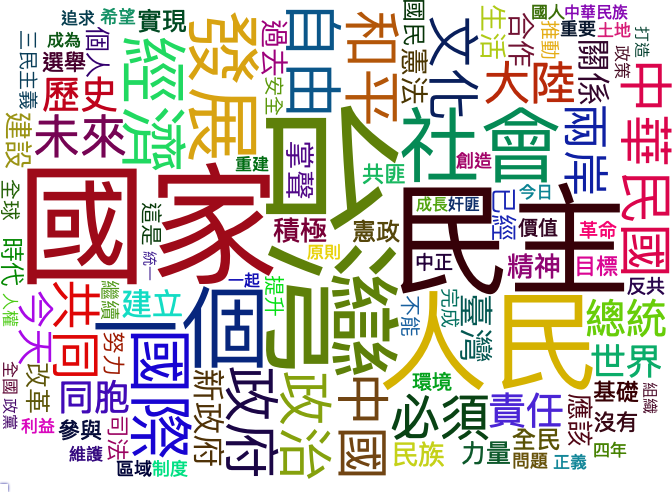 追求
希望
實現
國民
國人
中華民族
三民主義
成為
個人
選舉
經濟
發展
過去
自由
安全
和平
憲法
文化
生活
合作
推動
重要
土地
打造
大陸
關係
政策
中華民國
歷史
建設
未來
重建
掌聲
台灣
共匪
社會
創造
兩岸
國家
全球
這是
時代
統一
人權
積極
憲政
原則
成長
奸匪
民主
中正
已經
今日
價值
革命
精神
目標
反共
一起
提升
繼續
建立
共同
今天
國際
一個
努力
改革
全國
政黨
同胞
司法
利益
參與
維護
區域
制度
新政府
政府
政治
中國
不能
完成
臺灣
人民
總統
世界
環境
必須
責任
民族
力量
全民
問題
正義
應該
基礎
組織
沒有
四年